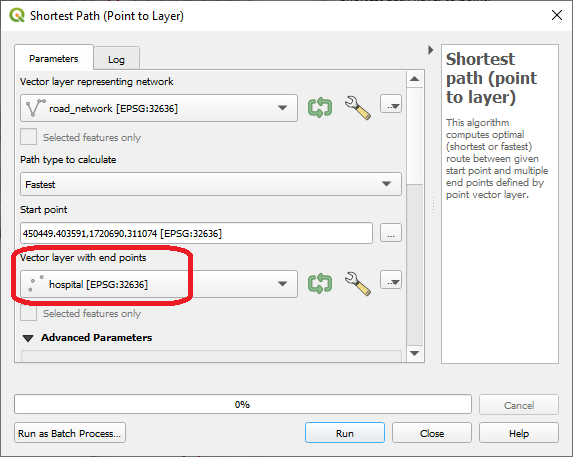 Shortest Path (Point to Layer)
Parameters
Log
Vector layer representing network
road_network [EPSG:32636]
...
Selected features only
Path type to calculate
Fastest
Start point
450449.403591,1720690.311074 [EPSG:32636]
...
Vector layer with end points
hospital [EPSG:32636]
...
Selected features only
Advanced Parameters
Shortest
path (point
to layer)
This algorithm
computes optimal
(shortest or fastest)
route between given
start point and multiple
end points defined by
point vector layer.
0%
Cancel
Run as Batch Process...
Run
Close
Help